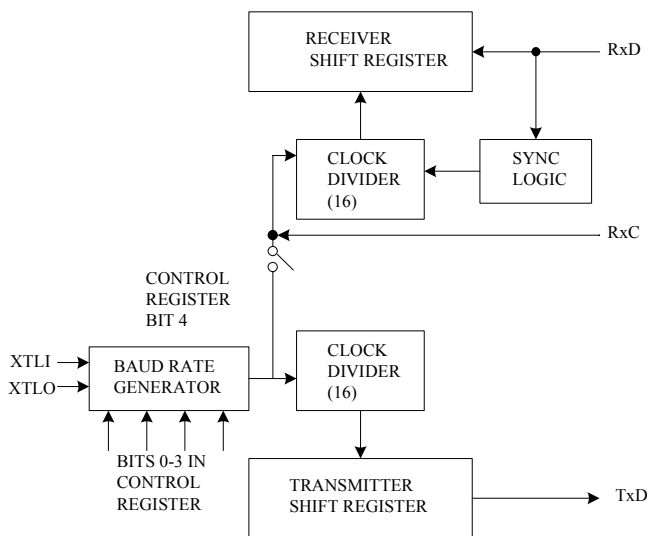 RECEIVER
SHIFT REGISTER
RxD
CLOCK
DIVIDER
(16)
SYNC
LOGIC
RxC
CONTROL
REGISTER
BIT 4
XTLI
XTLO
BAUD RATE
GENERATOR
CLOCK
DIVIDER
(16)
BITS 0-3 IN
CONTROL
REGISTER
TRANSMITTER
SHIFT REGISTER
TxD